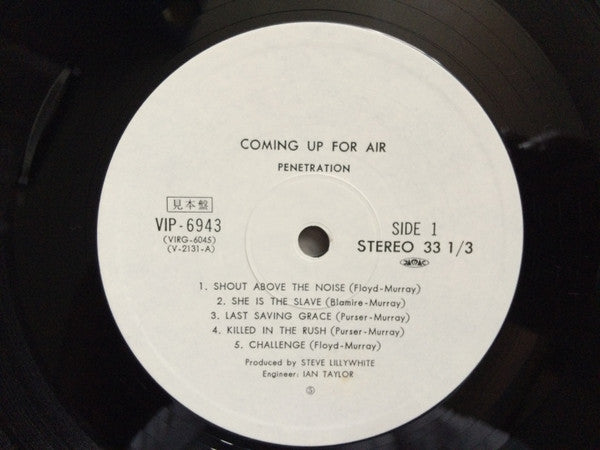 COMING UP FOR AIR
PENETRATION
見本盤
VIP-6943
(VIRG-6045)
(V-2131-A)
SIDE 1
STEREO 33 1/3
1. SHOUT ABOVE THE NOISE (Floyd-Murray)
2. SHE IS THE SLAVE (Blamire-Murray)
3. LAST SAVING GRACE (Purser-Murray)
4. KILLED IN THE RUSH (Purser-Murray)
5. CHALLENGE (Floyd-Murray)
Produced by STEVE LILLYWHITE
Engineer: IAN TAYLOR